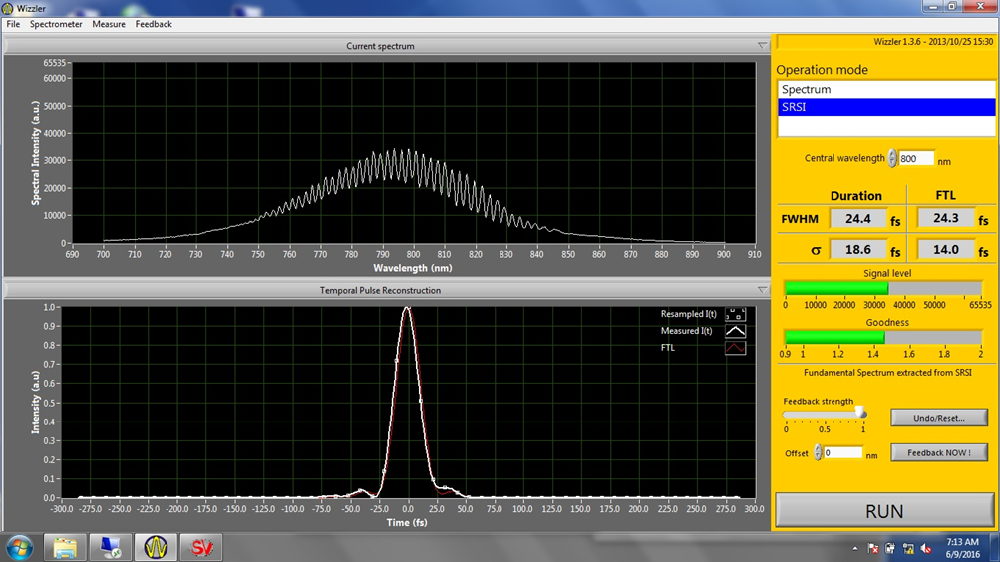 Wizzler
File Spectrometer Measure Feedback
Current spectrum
Wizzler 1.3.6 - 2013/10/25 15:30
65535
60000
50000
40000
30000
20000
10000
0
Spectral Intensity (a.u.)
690 700 710 720 730 740 750 760 770 780 790 800 810 820 830 840 850 860 870 880 890 900 910
Wavelength (nm)
Temporal Pulse Reconstruction
1.0
0.9
0.8
0.7
0.6
0.5
0.4
0.3
0.2
0.1
0.0
Intensity (a.u)
Resampled I(t)
Measured I(t)
FTL
-300.0 -275.0 -250.0 -225.0 -200.0 -175.0 -150.0 -125.0 -100.0 -75.0 -50.0 -25.0 0.0 25.0 50.0 75.0 100.0 125.0 150.0 175.0 200.0 225.0 250.0 275.0 300.0
Time (fs)
Operation mode
Spectrum
SRSI
Central wavelength 800 nm
Duration FTL
FWHM 24.4 fs 24.3 fs
σ 18.6 fs 14.0 fs
Signal level
0 10000 20000 30000 40000 50000 65535
Goodness
0.9 1 1.2 1.4 1.6 1.8 2
Fundamental Spectrum extracted from SRSI
Feedback strength
0 0.5 1
Undo/Reset...
Offset 0 nm
Feedback NOW !
RUN
SV
7:13 AM
6/9/2016